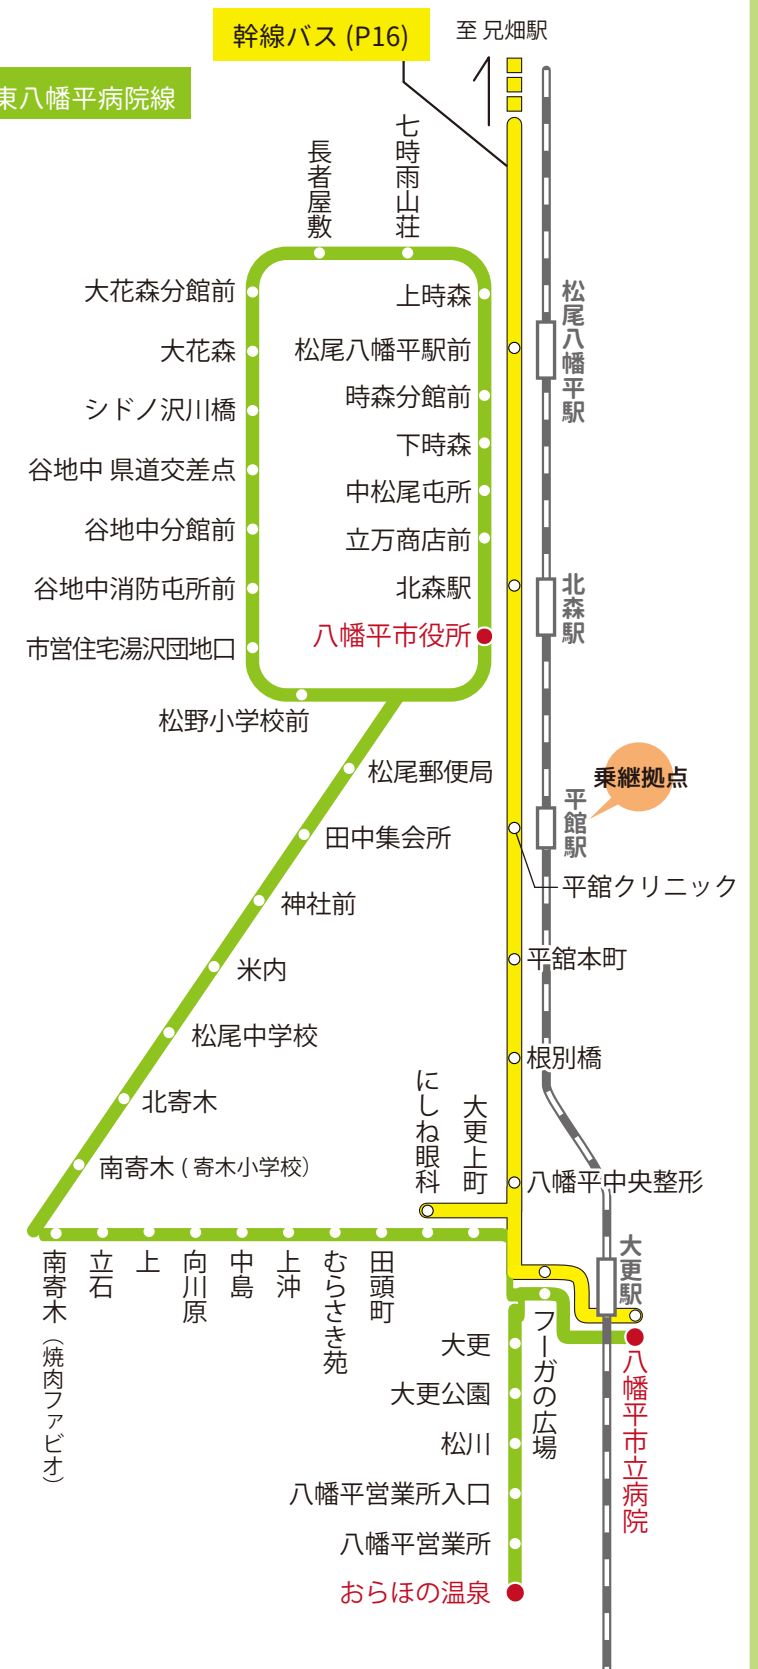 幹線バス (P16)
至 兄畑駅
東八幡平病院線
七時雨山荘
長者屋敷
大花森分館前
大花森
シドノ沢川橋
谷地中 県道交差点
谷地中分館前
谷地中消防屯所前
市営住宅湯沢団地口
松野小学校前
上時森
松尾八幡平駅前
時森分館前
下時森
中松尾屯所
立万商店前
北森駅
八幡平市役所
松尾八幡平駅
北森駅
乗継拠点
平館駅
平舘クリニック
平舘本町
根別橋
八幡平中央整形
松尾郵便局
田中集会所
神社前
米内
松尾中学校
北寄木
南寄木 ( 寄木小学校）
にしね眼科
大更上町
大更駅
南寄木（焼肉ファビオ）
立石
上
向川原
中島
上沖
むらさき苑
田頭町
フーガの広場
八幡平市立病院
大更
大更公園
松川
八幡平営業所入口
八幡平営業所
おらほの温泉